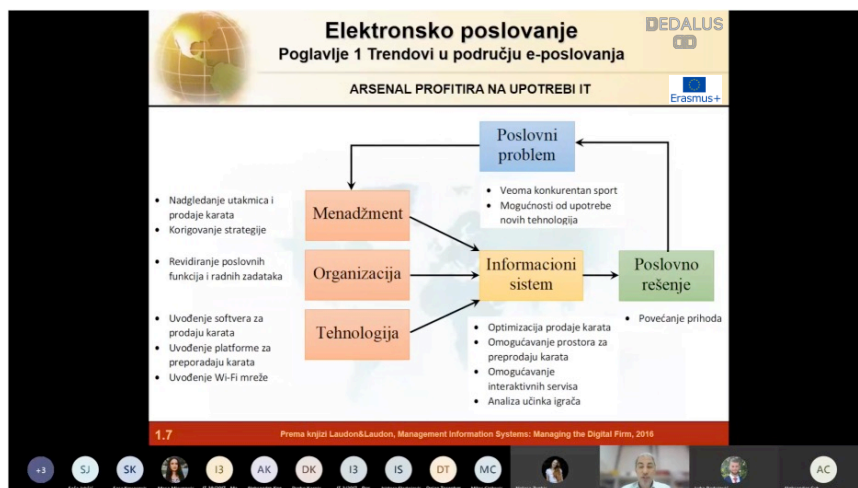 Elektronsko poslovanje
Poglavlje 1 Trendovi u području e-poslovanja
DEDALUS
ARSENAL PROFITIRA NA UPOTREBI IT
Erasmus+
Poslovni
problem
• Veoma konkurentan sport
• Mogućnosti od upotrebe
novih tehnologija
• Nadgledanje utakmica i
prodaje karata
• Korigovanje strategije
Menadžment
• Revidiranje poslovnih
funkcija i radnih zadataka
Organizacija
Informacioni
sistem
Poslovno
rešenje
• Povećanje prihoda
• Uvođenje softvera za
prodaju karata
• Uvođenje platforme za
preporadaju karata
• Uvođenje Wi-Fi mreže
Tehnologija
• Optimizacija prodaje karata
• Omogućavanje prostora za
preprodaju karata
• Omogućavanje
interaktivnih servisa
• Analiza učinka igrača
1.7
Prema knjizi Laudon&Laudon, Management Information Systems: Managing the Digital Firm, 2016
+3
SJ
SK
I3
AK
DK
I3
IS
DT
MC
AC